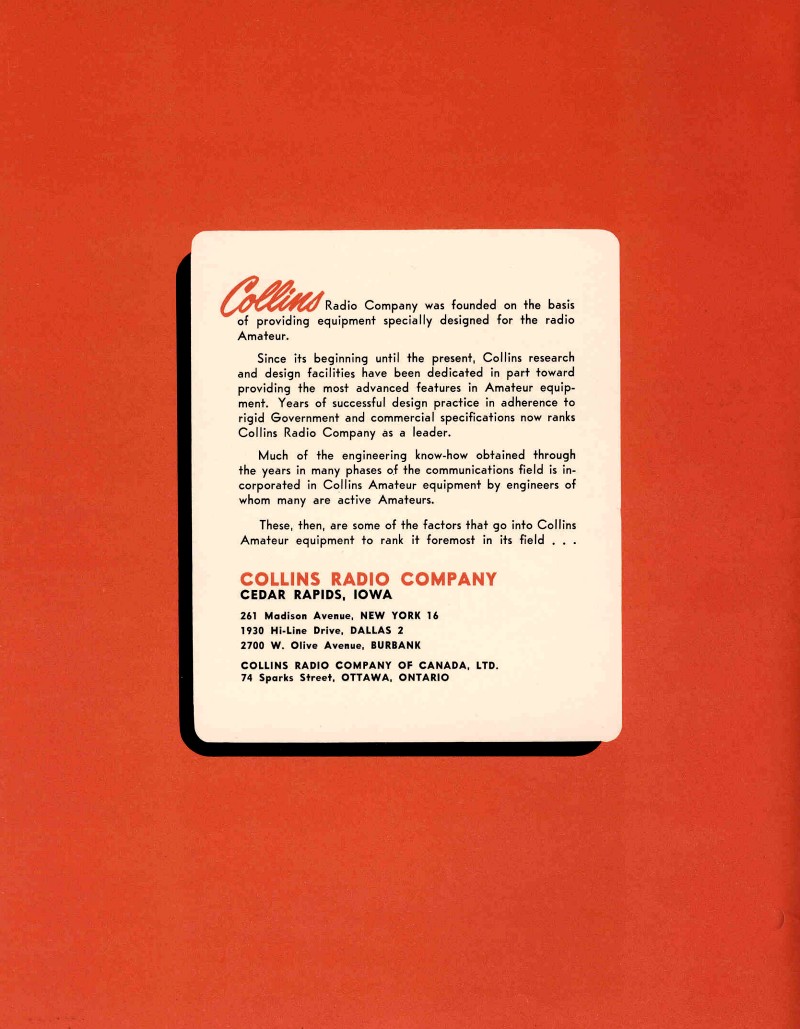 Collins Radio Company was founded on the basis
of providing equipment specially designed for the radio
Amateur.
Since its beginning until the present, Collins research
and design facilities have been dedicated in part toward
providing the most advanced features in Amateur equip-
ment. Years of successful design practice in adherence to
rigid Government and commercial specifications now ranks
Collins Radio Company as a leader.
Much of the engineering know-how obtained through
the years in many phases of the communications field is in-
corporated in Collins Amateur equipment by engineers of
whom many are active Amateurs.
These, then, are some of the factors that go into Collins
Amateur equipment to rank it foremost in its field . . .
COLLINS RADIO COMPANY
CEDAR RAPIDS, IOWA
261 Madison Avenue, NEW YORK 16
1930 Hi-Line Drive, DALLAS 2
2700 W. Olive Avenue, BURBANK
COLLINS RADIO COMPANY OF CANADA, LTD.
74 Sparks Street, OTTAWA, ONTARIO